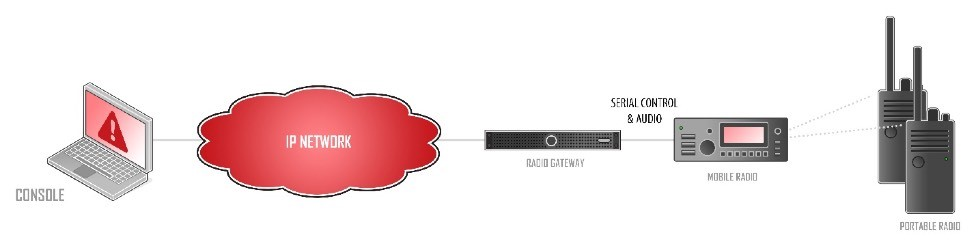 CONSOLE
IP NETWORK
RADIO GATEWAY
SERIAL CONTROL
& AUDIO
MOBILE RADIO
PORTABLE RADIO